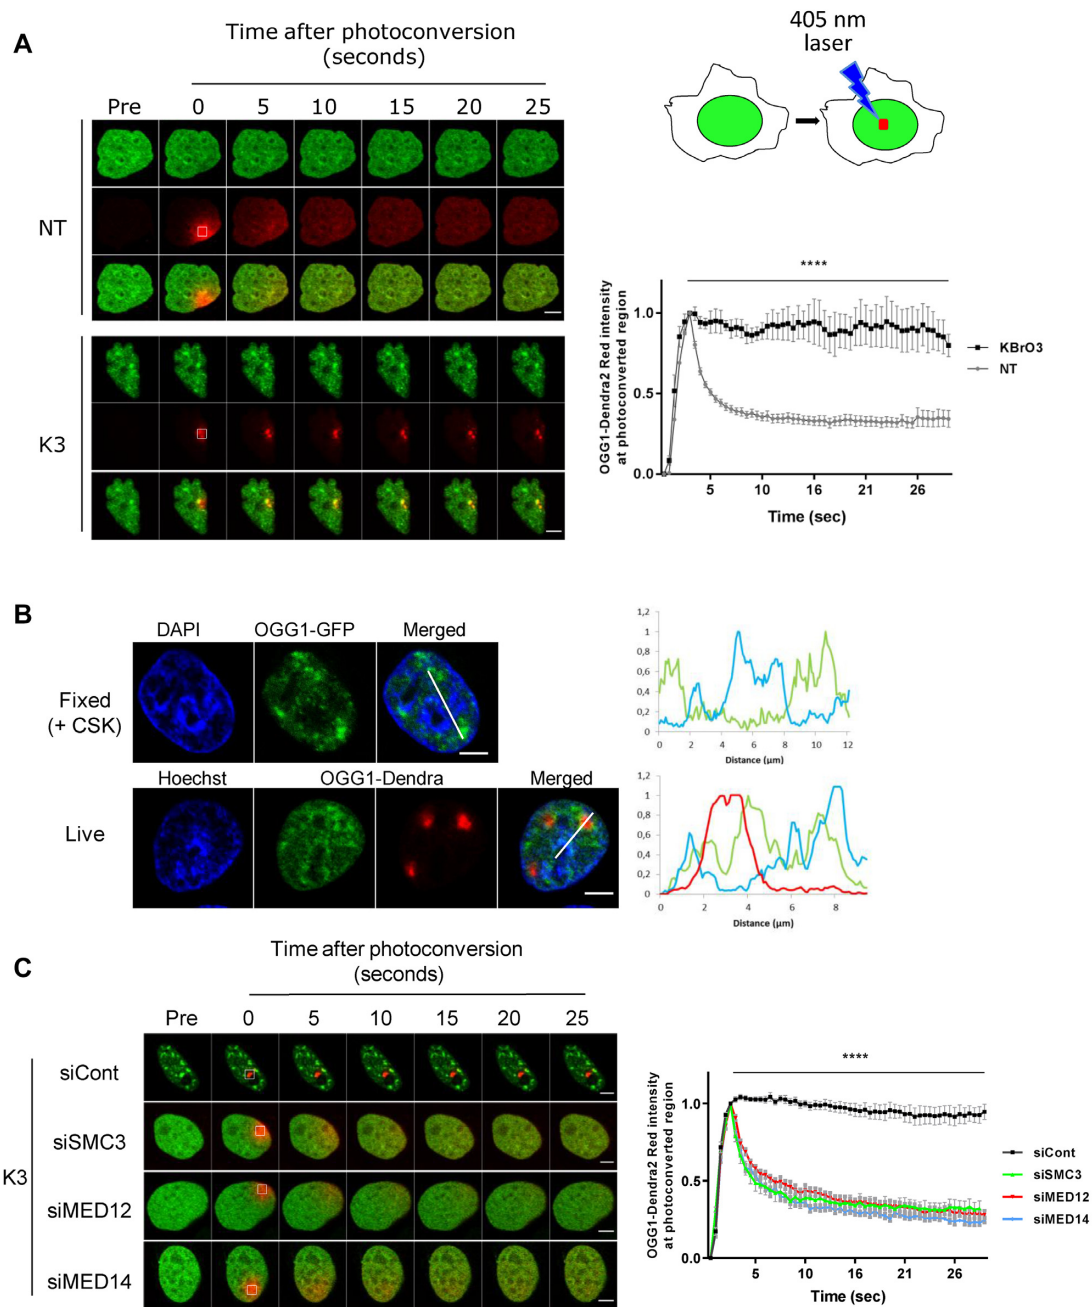 A
Time after photoconversion
(seconds)
Pre 0 5 10 15 20 25
NT
K3
405 nm
laser
****
OGG1-Dendra2 Red intensity
at photoconverted region
1.0
0.5
0.0
5 10 16 21 26
Time (sec)
KBrO3
NT
B
DAPI OGG1-GFP Merged
Fixed
(+ CSK)
Hoechst OGG1-Dendra Merged
Live
1,2
1
0,8
0,6
0,4
0,2
0
0 2 4 6 8 10 12
Distance (µm)
1,2
1
0,8
0,6
0,4
0,2
0
0 2 4 6 8
Distance (µm)
C
Time after photoconversion
(seconds)
Pre 0 5 10 15 20 25
K3
siCont
siSMC3
siMED12
siMED14
****
OGG1-Dendra2 Red intensity
at photoconverted region
1.0
0.5
0.0
5 10 16 21 26
Time (sec)
siCont
siSMC3
siMED12
siMED14